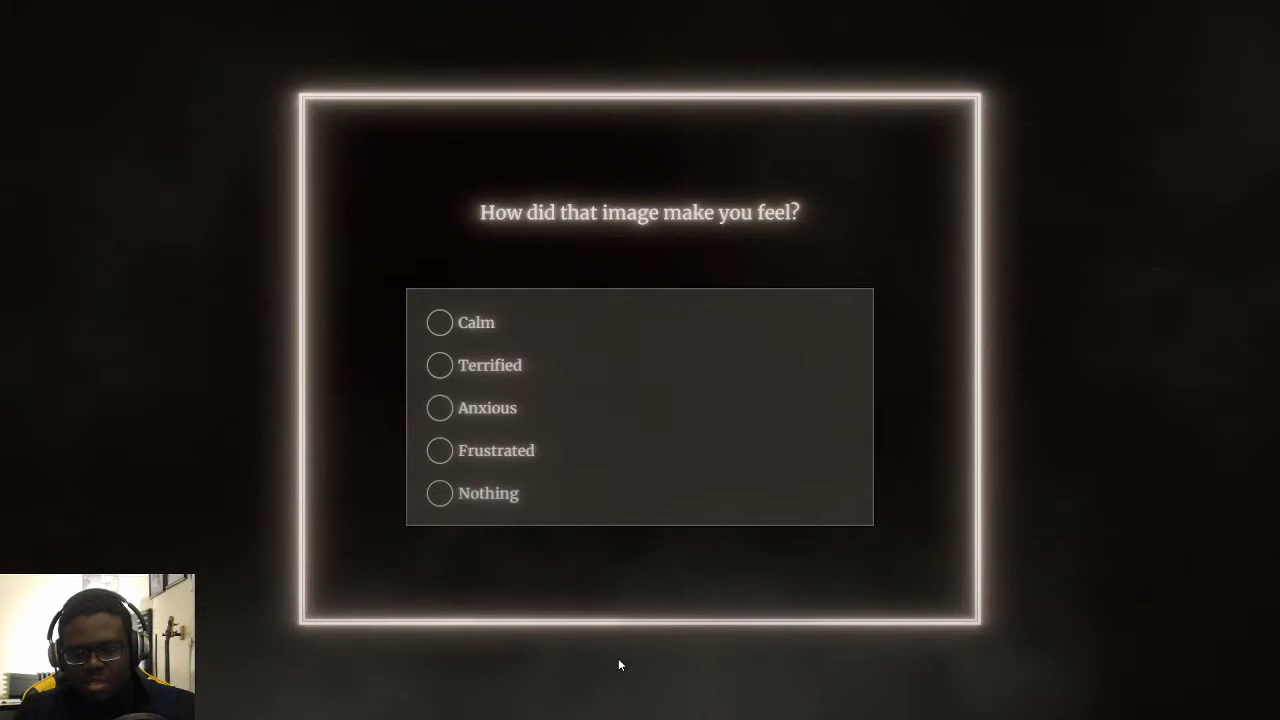 How did that image make you feel?
Calm
Terrified
Anxious
Frustrated
Nothing